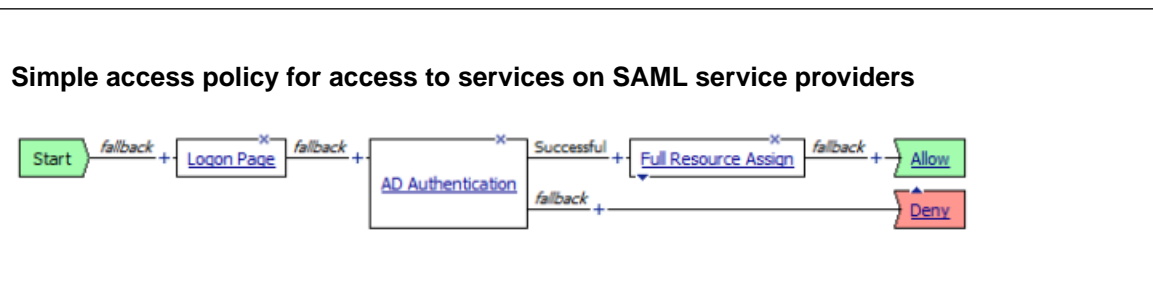 Simple access policy for access to services on SAML service providers
Start fallback + Logon Page fallback + AD Authentication Successful + Full Resource Assign fallback + Allow
fallback + Deny